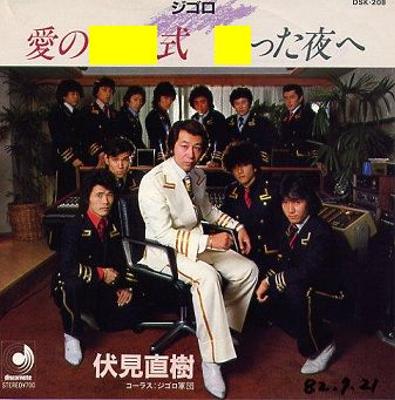 DSK-208
ジゴロ
愛の 式 った夜へ
伏見直樹
コーラス:ジゴロ軍団
discomate
STEREO ¥700
82.9.21